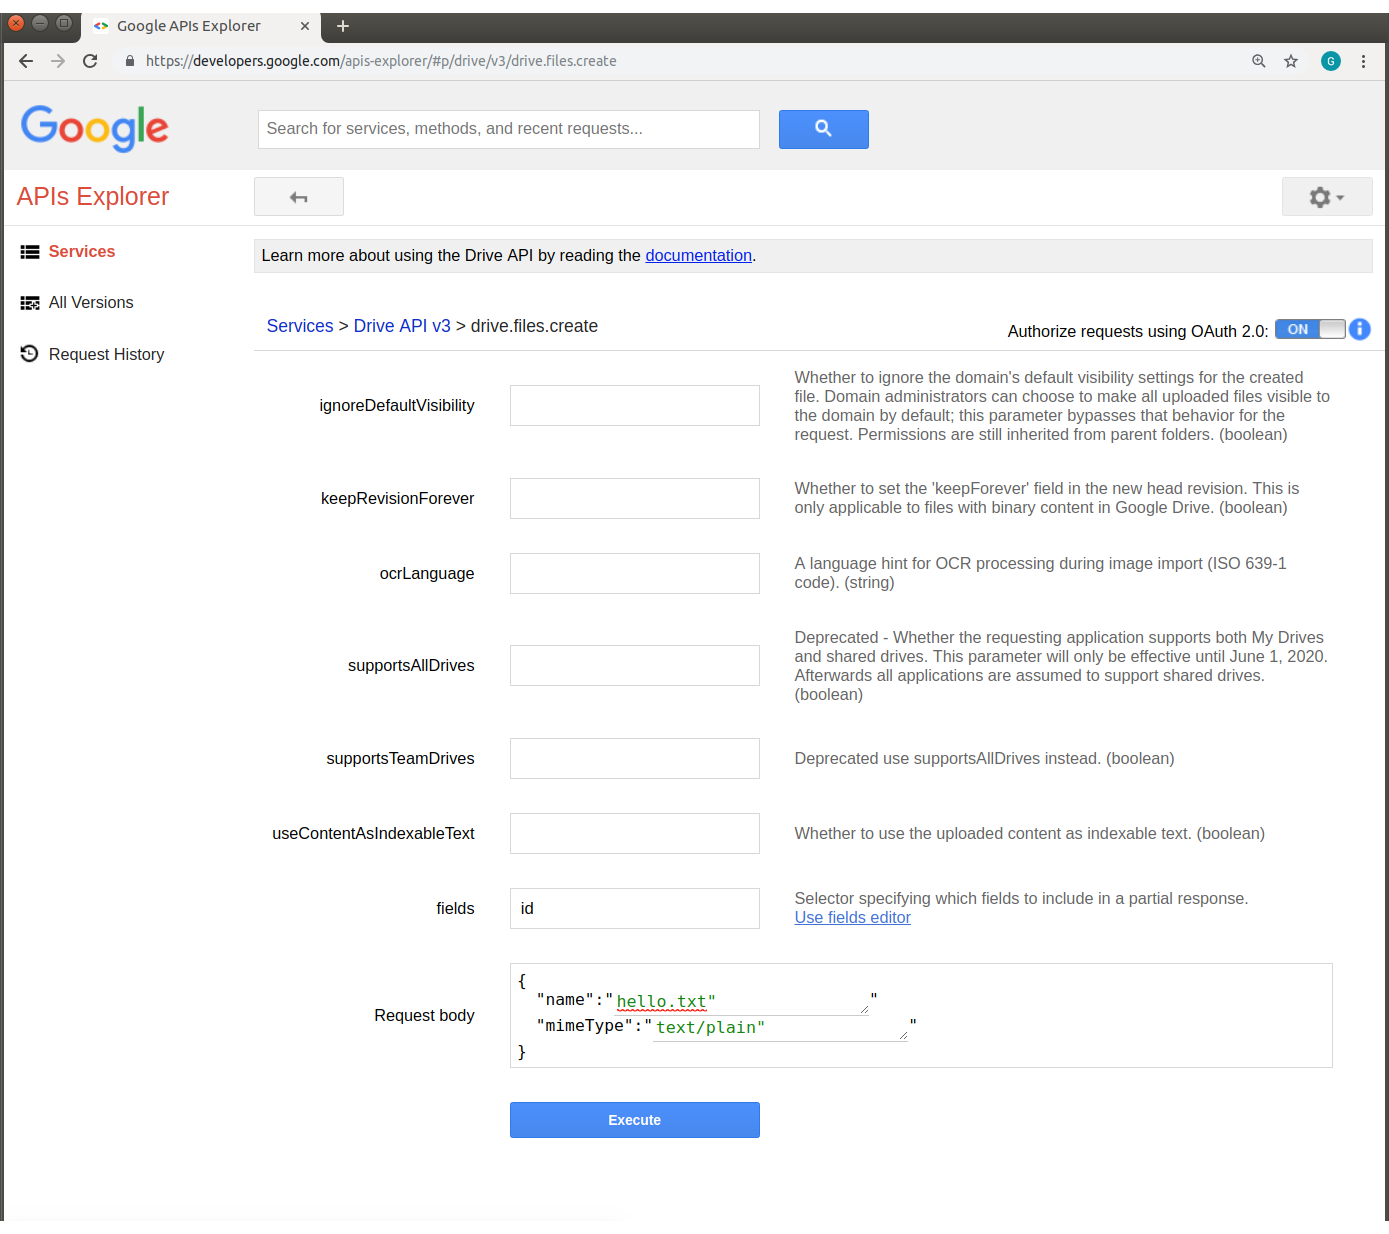 Google APIs Explorer
https://developers.google.com/apis-explorer/#p/drive/v3/drive.files.create
G
Google
Search for services, methods, and recent requests...
APIs Explorer
Services
All Versions
Request History
Learn more about using the Drive API by reading the documentation.
Services > Drive API v3 > drive.files.create
Authorize requests using OAuth 2.0: ON
ignoreDefaultVisibility
Whether to ignore the domain's default visibility settings for the created
file. Domain administrators can choose to make all uploaded files visible to
the domain by default; this parameter bypasses that behavior for the
request. Permissions are still inherited from parent folders. (boolean)
keepRevisionForever
Whether to set the 'keepForever' field in the new head revision. This is
only applicable to files with binary content in Google Drive. (boolean)
ocrLanguage
A language hint for OCR processing during image import (ISO 639-1
code). (string)
supportsAllDrives
Deprecated - Whether the requesting application supports both My Drives
and shared drives. This parameter will only be effective until June 1, 2020.
Afterwards all applications are assumed to support shared drives.
(boolean)
supportsTeamDrives
Deprecated use supportsAllDrives instead. (boolean)
useContentAsIndexableText
Whether to use the uploaded content as indexable text. (boolean)
fields
id
Selector specifying which fields to include in a partial response.
Use fields editor
Request body
{
"name":"hello.txt" "
"mimeType":"text/plain" "
}
Execute